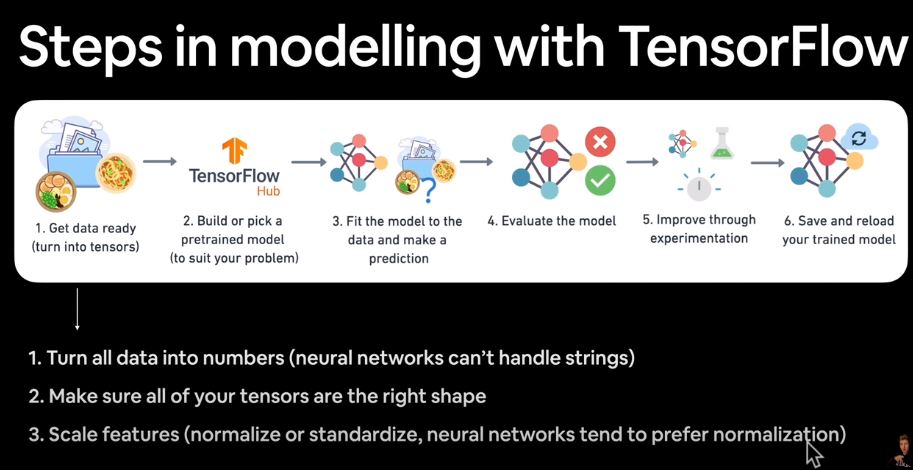 Steps in modelling with TensorFlow
1. Get data ready
(turn into tensors)
TensorFlow
Hub
2. Build or pick a
pretrained model
(to suit your problem)
3. Fit the model to the
data and make a
prediction
4. Evaluate the model
5. Improve through
experimentation
6. Save and reload
your trained model
1. Turn all data into numbers (neural networks can't handle strings)
2. Make sure all of your tensors are the right shape
3. Scale features (normalize or standardize, neural networks tend to prefer normalization)